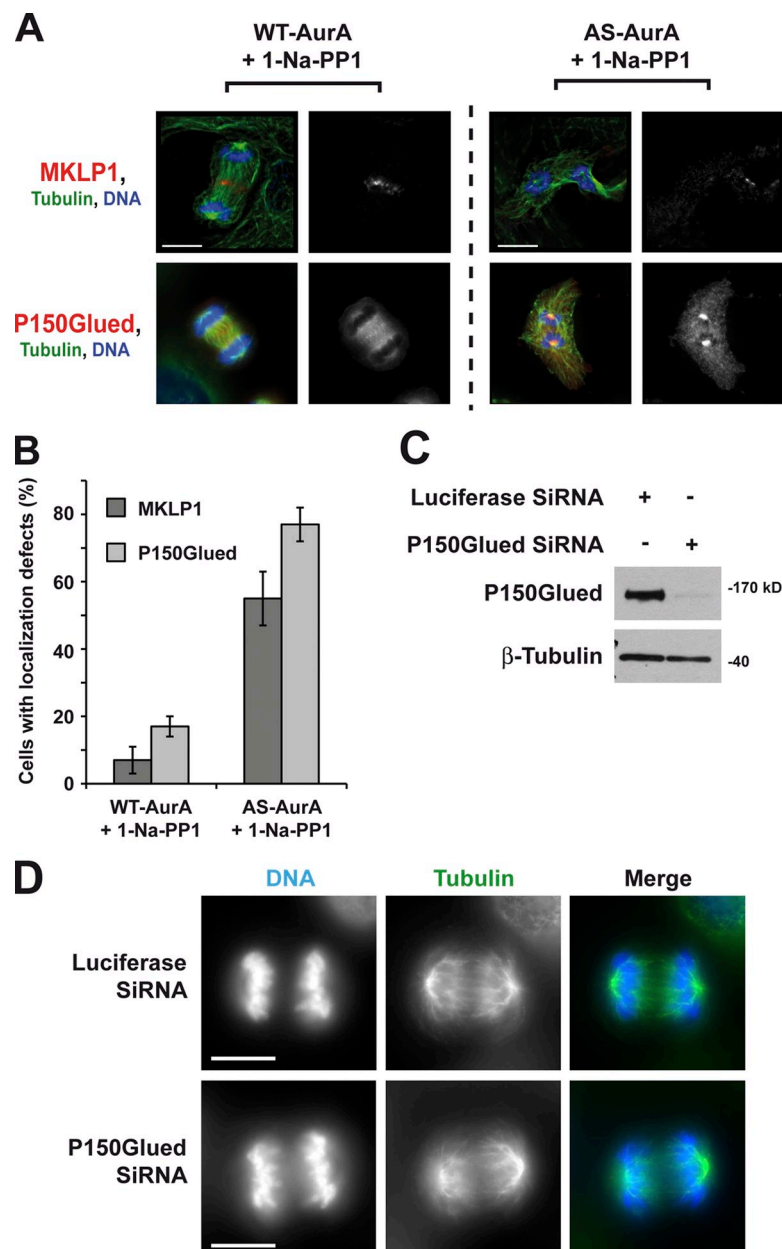 A
WT-AurA
+ 1-Na-PP1
AS-AurA
+ 1-Na-PP1
MKLP1,
Tubulin, DNA
P150Glued,
Tubulin, DNA
B
Cells with localization defects (%)
80
60
40
20
0
MKLP1
P150Glued
WT-AurA
+ 1-Na-PP1
AS-AurA
+ 1-Na-PP1
C
Luciferase SiRNA + -
P150Glued SiRNA - +
P150Glued -170 kD
β-Tubulin -40
D
DNA Tubulin Merge
Luciferase
SiRNA
P150Glued
SiRNA